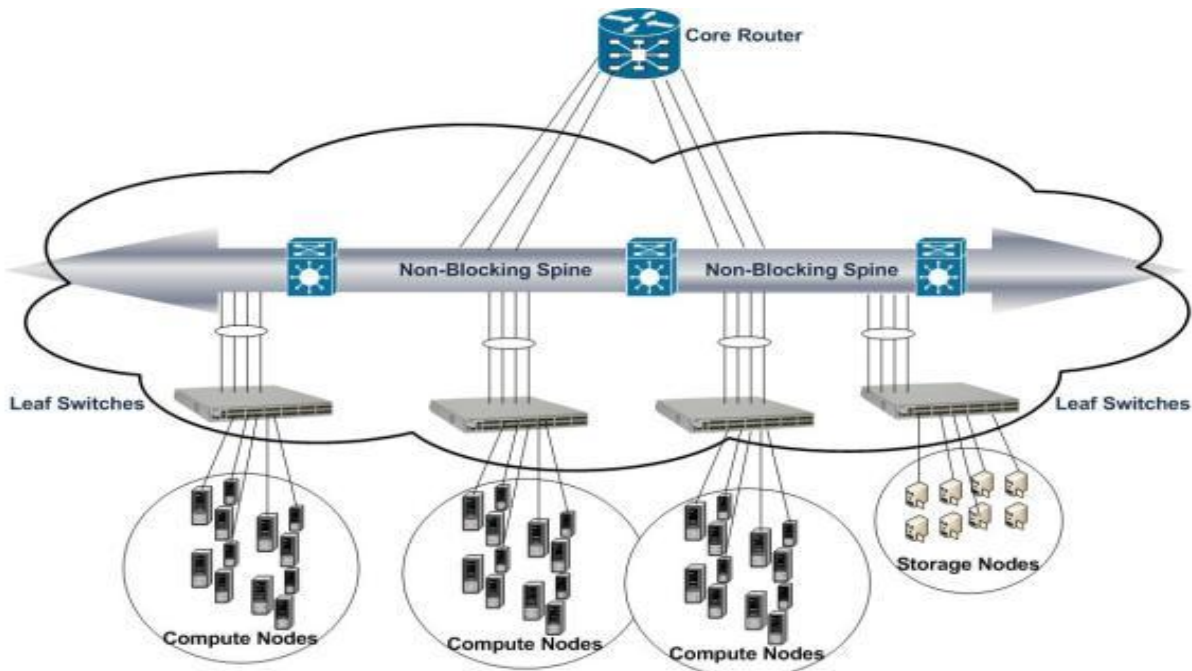 Core Router
Non-Blocking Spine
Non-Blocking Spine
Leaf Switches
Leaf Switches
Storage Nodes
Compute Nodes
Compute Nodes
Compute Nodes